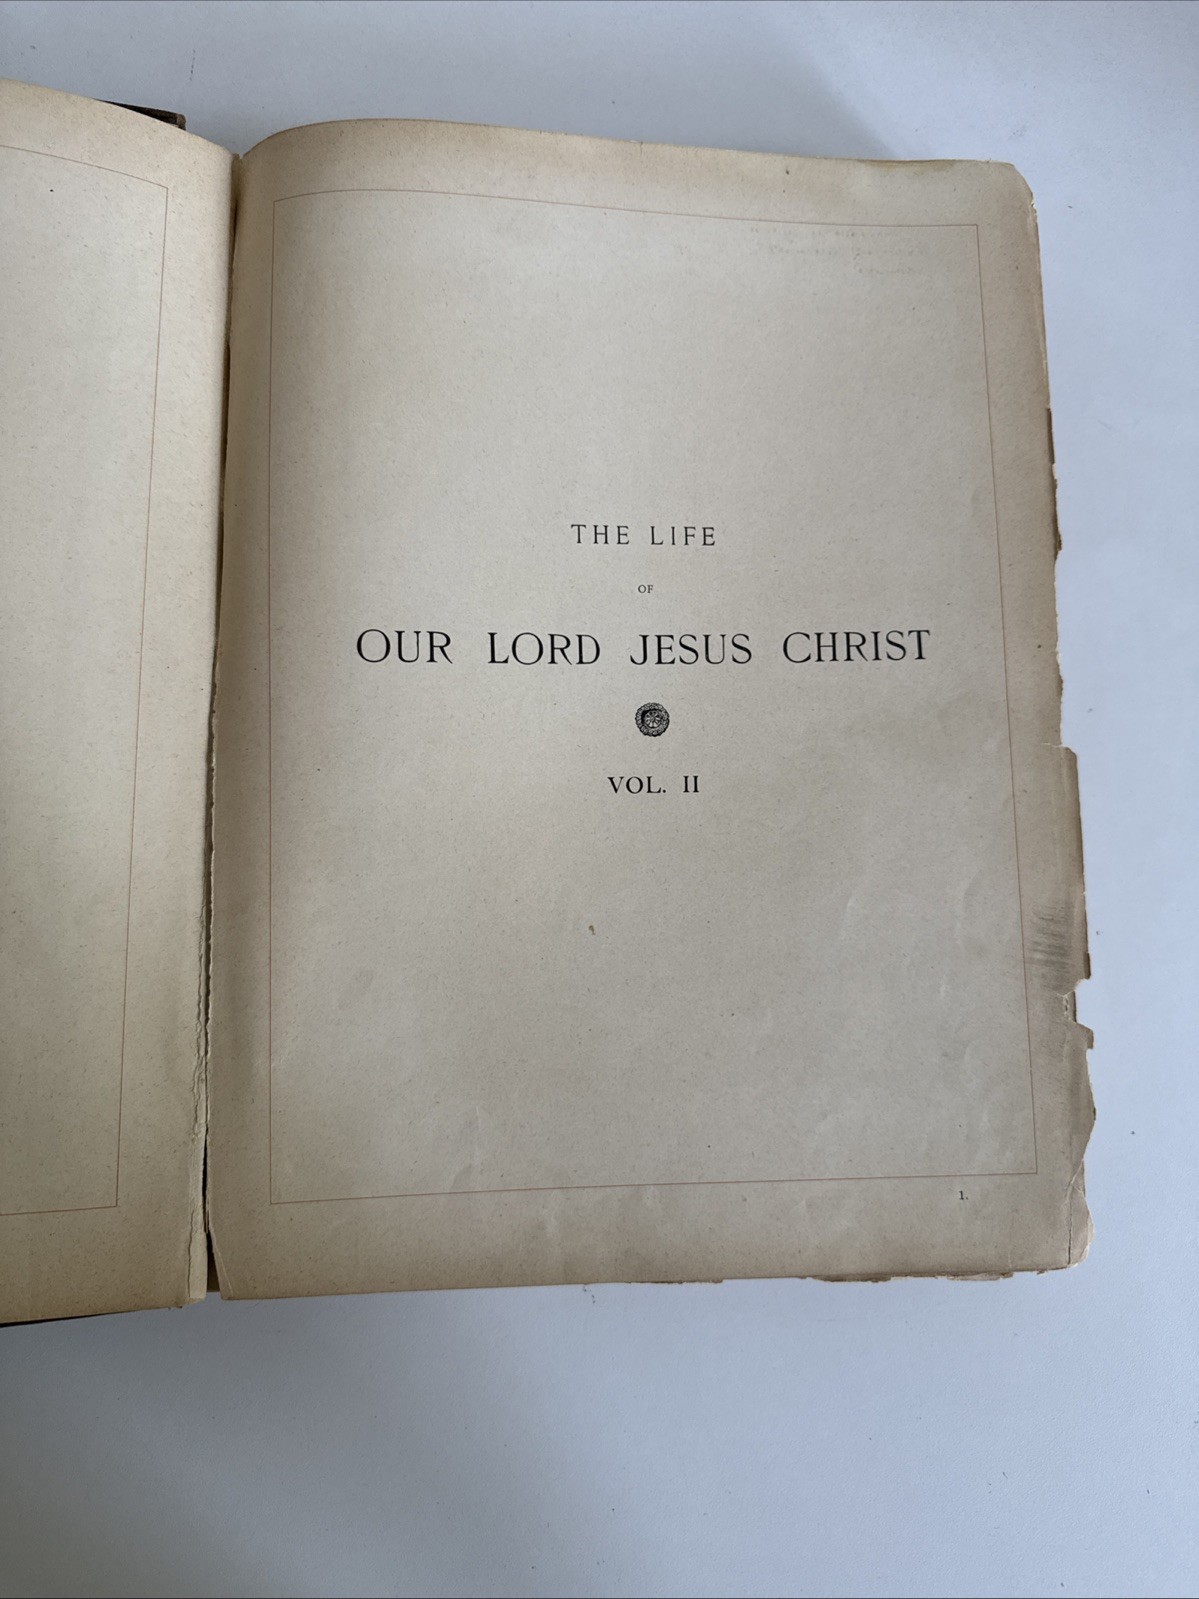 THE LIFE
OF
OUR LORD JESUS CHRIST
VOL. II
1.